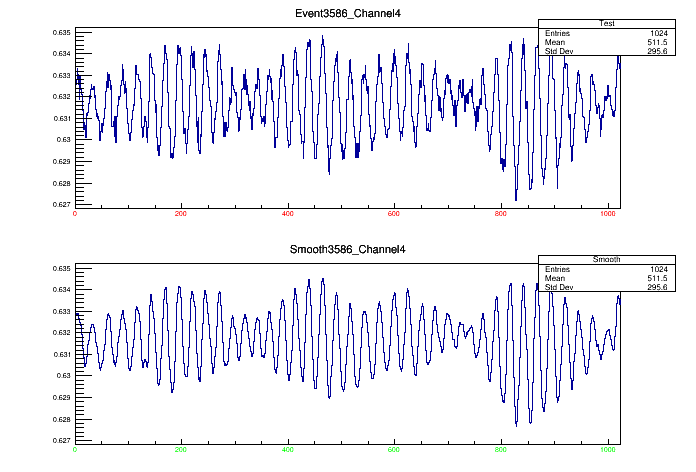 Event3586_Channel4
Test
Entries 1024
Mean 511.5
Std Dev 295.6
0.635
0.634
0.633
0.632
0.631
0.63
0.629
0.628
0.627
0 200 400 600 800 1000
Smooth3586_Channel4
Smooth
Entries 1024
Mean 511.5
Std Dev 295.6
0.635
0.634
0.633
0.632
0.631
0.63
0.629
0.628
0.627
0 200 400 600 800 1000